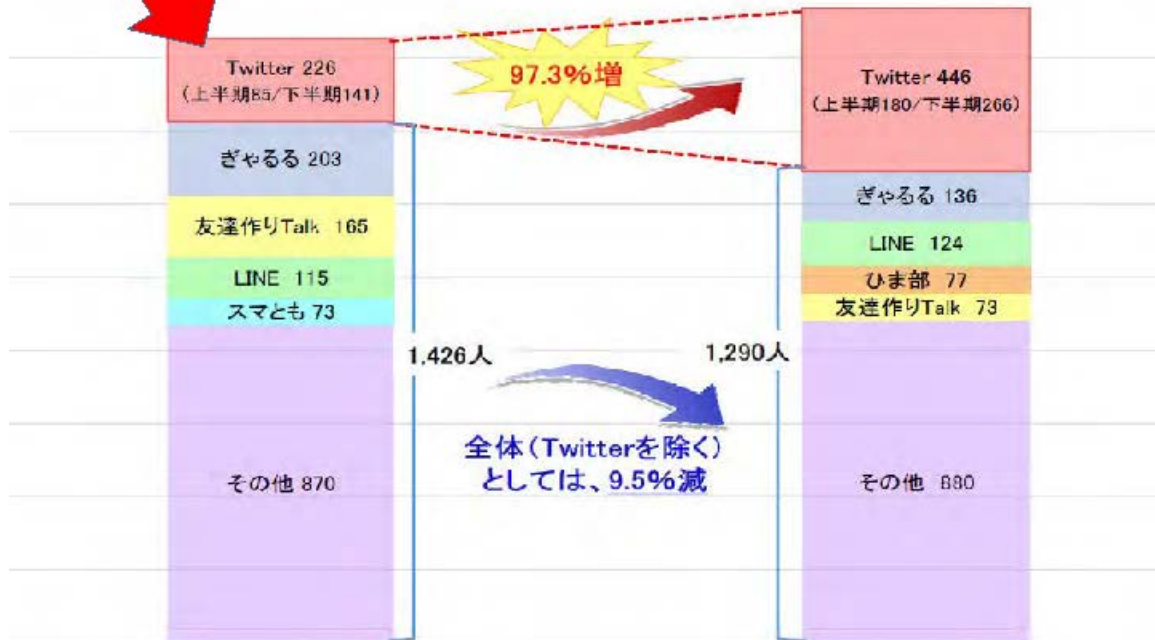 Twitter 226
(上半期85/下半期141)
ぎゃるる 203
友達作りTalk 165
LINE 115
スマとも 73
その他 870
1,426人
97.3%増
全体(Twitterを除く)
としては、9.5%減
Twitter 446
(上半期180/下半期266)
ぎゃるる 136
LINE 124
ひま部 77
友達作りTalk 73
その他 880
1,290人